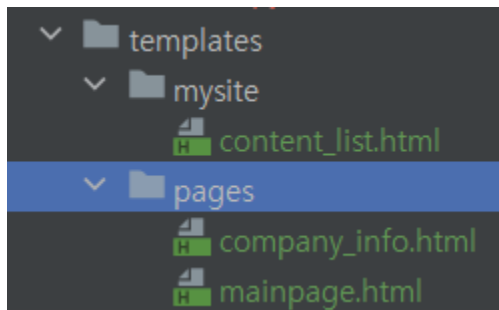 templates
mysite
content_list.html
pages
company_info.html
mainpage.html